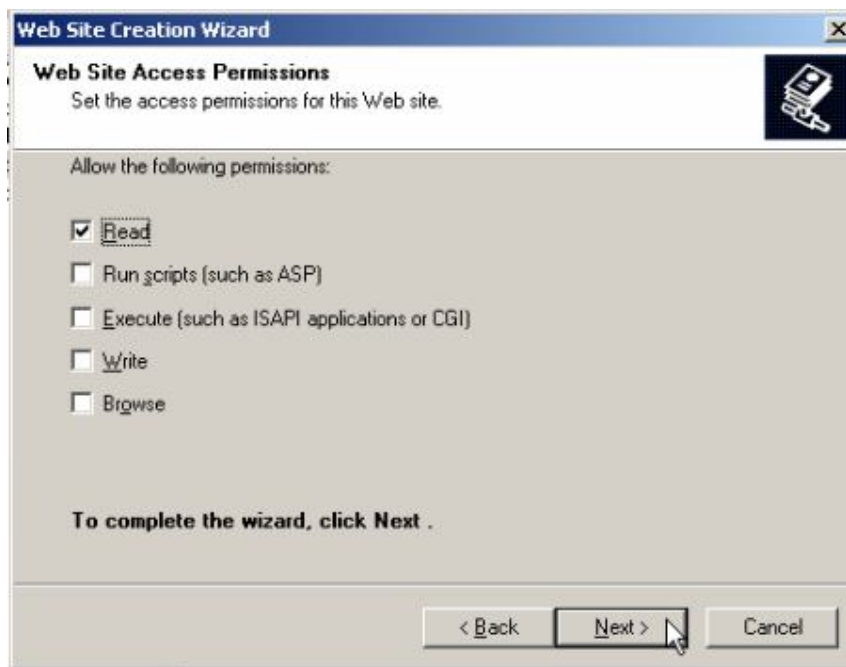 Web Site Creation Wizard
Web Site Access Permissions
Set the access permissions for this Web site.
Allow the following permissions:
Read
Run scripts (such as ASP)
Execute (such as ISAPI applications or CGI)
Write
Browse
To complete the wizard, click Next .
< Back Next > Cancel